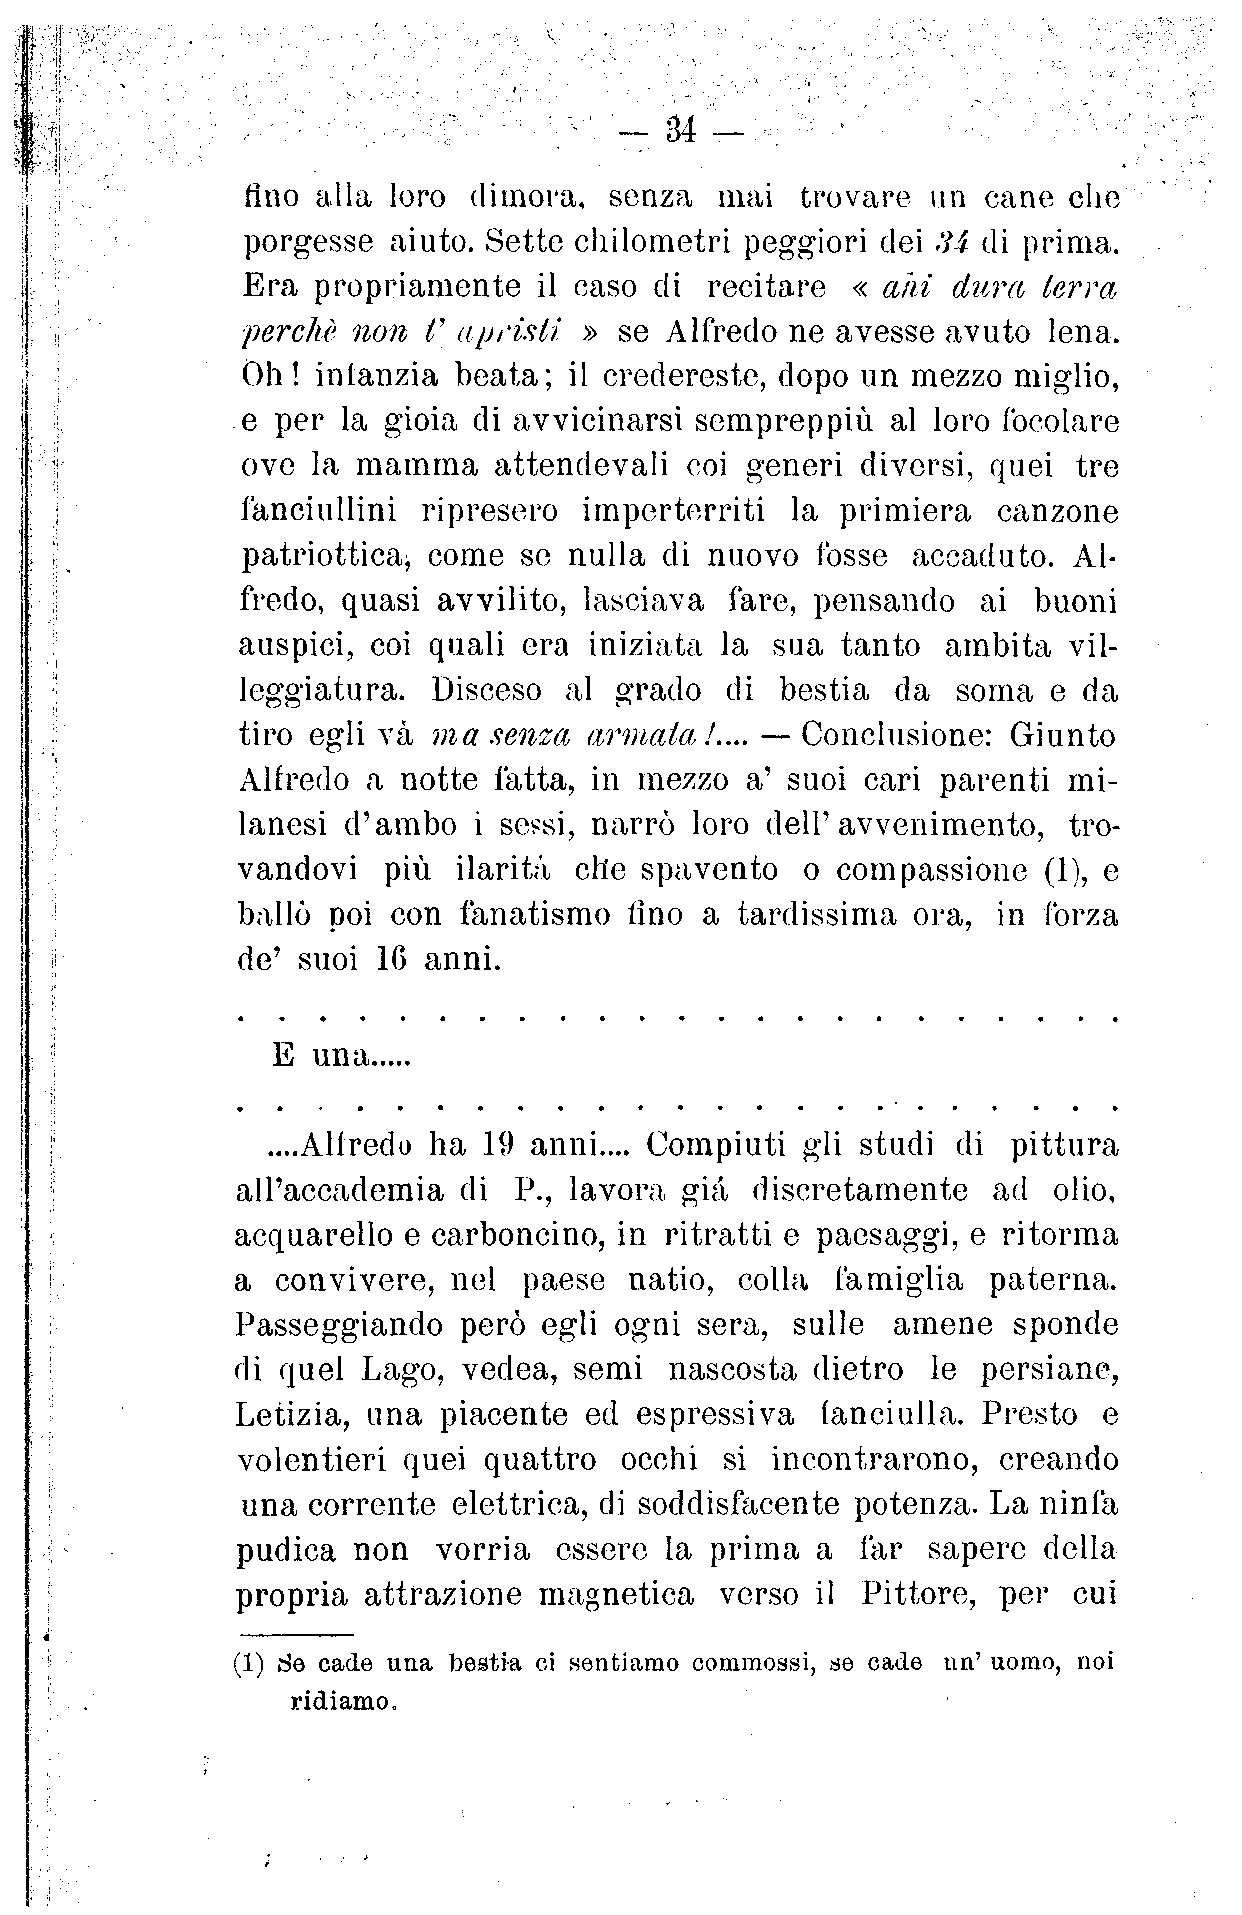 — 34 —
fino alla loro dimora, senza mai trovare un cane che
porgesse aiuto. Sette chilometri peggiori dei 34 di prima.
Era propriamente il caso di recitare « ahi dura terra
perchè non t' apristi » se Alfredo ne avesse avuto lena.
Oh! infanzia beata; il credereste, dopo un mezzo miglio,
e per la gioia di avvicinarsi sempreppiù al loro focolare
ove la mamma attendevali coi generi diversi, quei tre
fanciullini ripresero imperterriti la primiera canzone
patriottica, come se nulla di nuovo fosse accaduto. Al-
fredo, quasi avvilito, lasciava fare, pensando ai buoni
auspici, coi quali era iniziata la sua tanto ambita vil-
leggiatura. Disceso al grado di bestia da soma e da
tiro egli và ma senza armata!.... — Conclusione: Giunto
Alfredo a notte fatta, in mezzo a' suoi cari parenti mi-
lanesi d'ambo i sessi, narrò loro dell' avvenimento, tro-
vandovi più ilaritá che spavento o compassione (1), e
ballò poi con fanatismo fino a tardissima ora, in forza
de' suoi 16 anni.
. . . . . . . . . . . . . . . . . . . . . . .
E una.....
. . . . . . . . . . . . . . . . . . . . . . .
....Alfredo ha 19 anni.... Compiuti gli studi di pittura
all'accademia di P., lavora giá discretamente ad olio,
acquarello e carboncino, in ritratti e paesaggi, e ritorma
a convivere, nel paese natio, colla famiglia paterna.
Passeggiando però egli ogni sera, sulle amene sponde
di quel Lago, vedea, semi nascosta dietro le persiane,
Letizia, una piacente ed espressiva fanciulla. Presto e
volentieri quei quattro occhi si incontrarono, creando
una corrente elettrica, di soddisfacente potenza. La ninfa
pudica non vorria essere la prima a far sapere della
propria attrazione magnetica verso il Pittore, per cui
(1) Se cade una bestia ci sentiamo commossi, se cade un' uomo, noi
ridiamo.